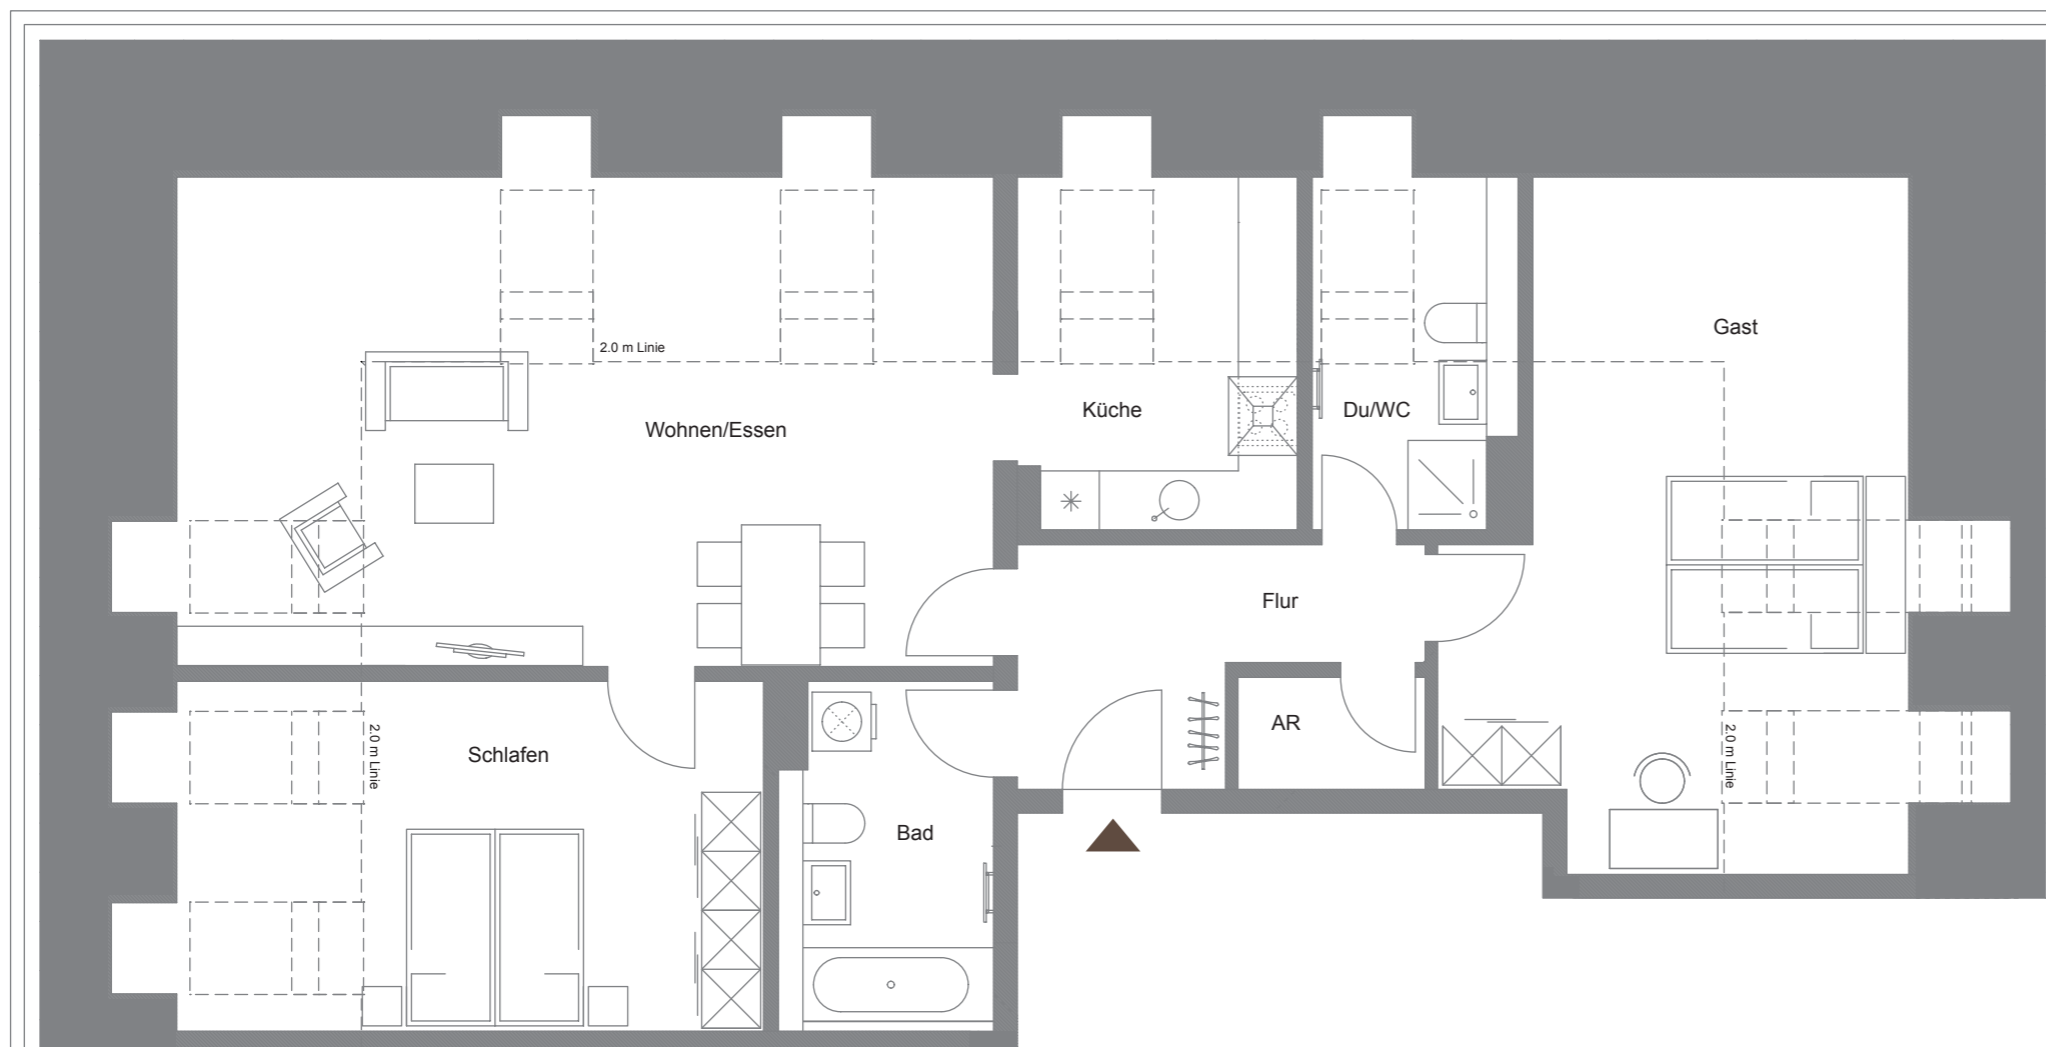 Gast
2.0 m Linie
Küche
Du/WC
Wohnen/Essen
Flur
AR
Schlafen
2.0 m Linie
2.0 m Linie
Bad